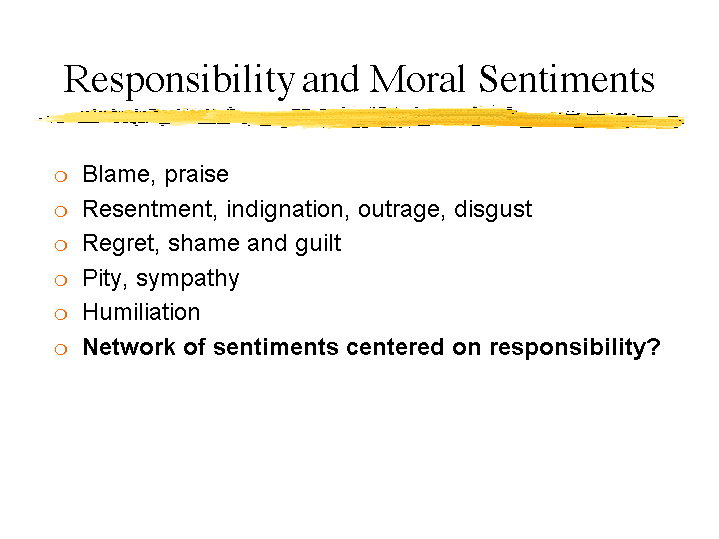 Responsibility and Moral Sentiments
Blame, praise
Resentment, indignation, outrage, disgust
Regret, shame and guilt
Pity, sympathy
Humiliation
Network of sentiments centered on responsibility?